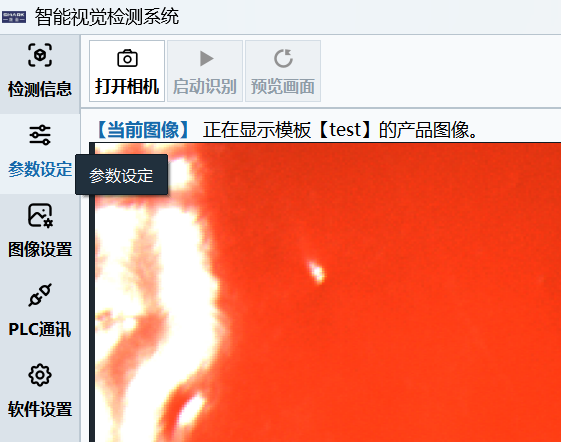 智能视觉检测系统
检测信息
打开相机
启动识别
预览画面
【当前图像】 正在显示模板【test】的产品图像。
参数设定
参数设定
图像设置
PLC通讯
软件设置